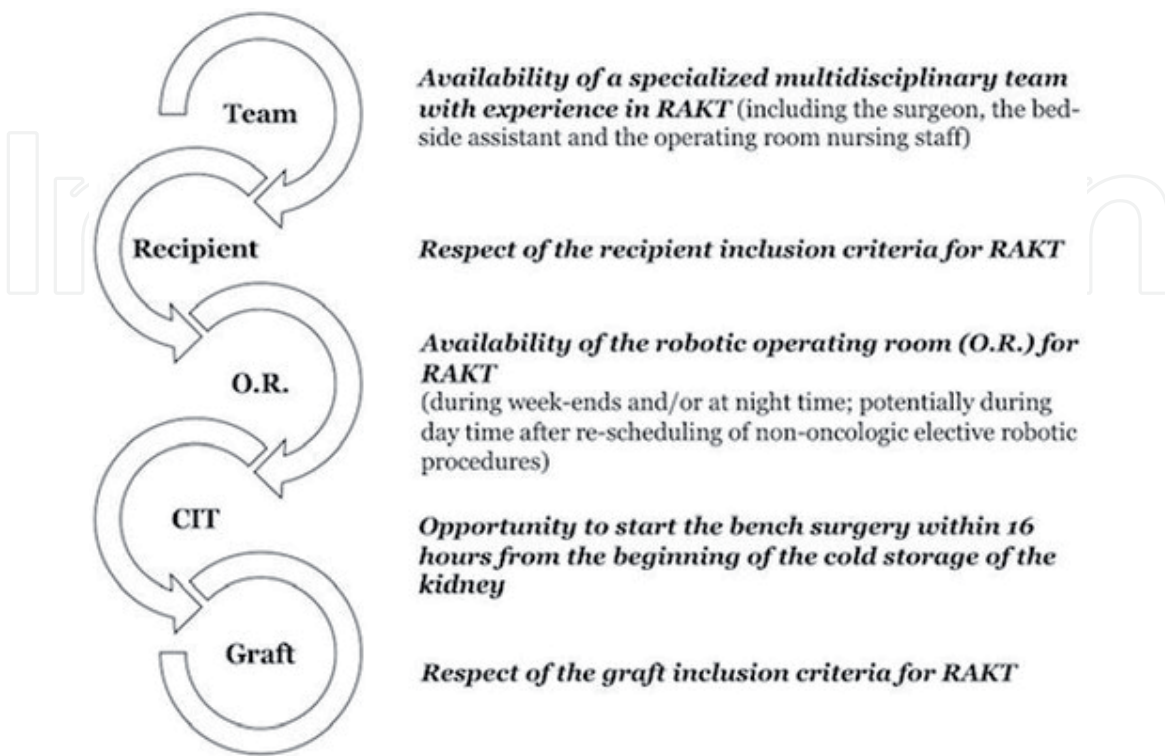 Team
Availability of a specialized multidisciplinary team
with experience in RAKT (including the surgeon, the bed-
side assistant and the operating room nursing staff)
Recipient
Respect of the recipient inclusion criteria for RAKT
O.R.
Availability of the robotic operating room (O.R.) for
RAKT
(during week-ends and/or at night time; potentially during
day time after re-scheduling of non-oncologic elective robotic
procedures)
CIT
Opportunity to start the bench surgery within 16
hours from the beginning of the cold storage of the
kidney
Graft
Respect of the graft inclusion criteria for RAKT